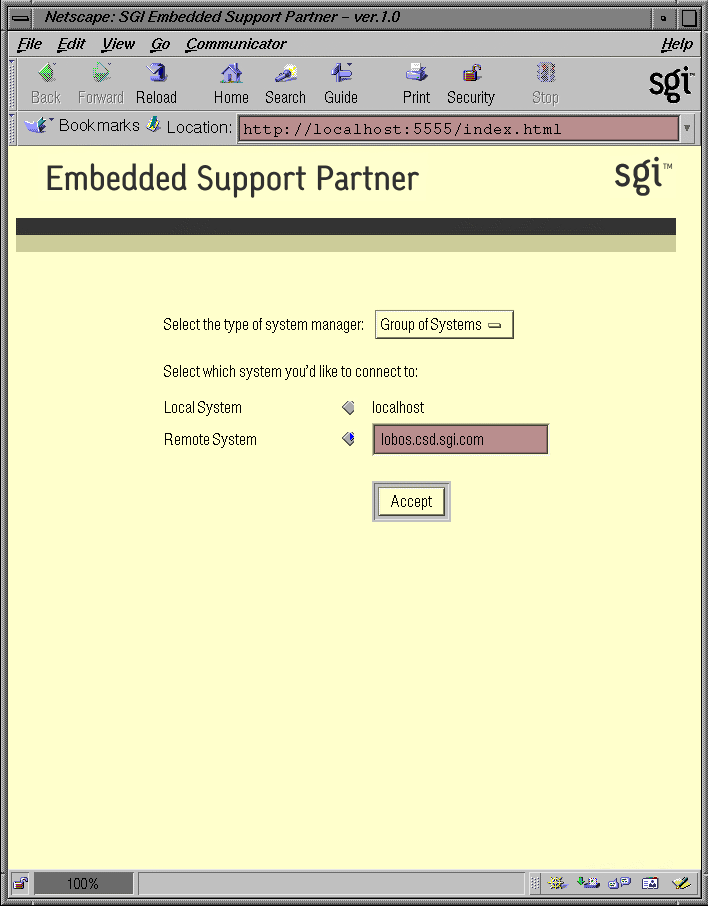 Netscape: SGI Embedded Support Partner - ver.1.0
File Edit View Go Communicator Help
Back Forward Reload Home Search Guide Print Security Stop
sgi™
Bookmarks Location: http://localhost:5555/index.html
Embedded Support Partner sgi™
Select the type of system manager: Group of Systems
Select which system you'd like to connect to:
Local System localhost
Remote System lobos.csd.sgi.com
Accept
100%